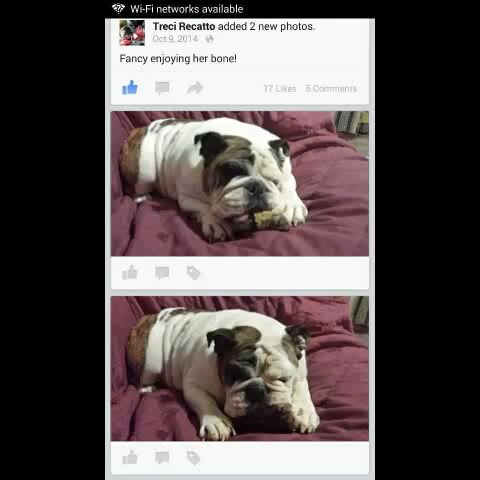 Wi-Fi networks available
Treci Recatto added 2 new photos.
Oct 9, 2014
Fancy enjoying her bone!
17 Likes 5 Comments